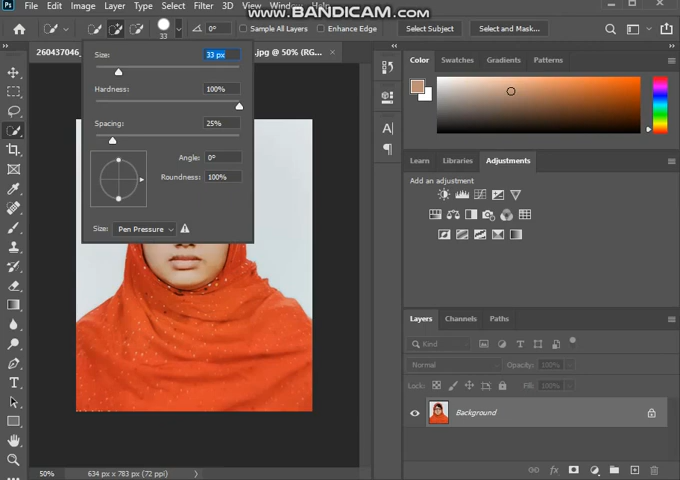 www.BANDICAM.com
Ps File Edit Image Layer Type Select Filter 3D View Window Help
33 0° Sample All Layers Enhance Edge Select Subject Select and Mask...
260437046_ .jpg @ 50% (RG...
Size: 33 px
Hardness: 100%
Spacing: 25%
Angle: 0°
Roundness: 100%
Size: Pen Pressure
Color Swatches Gradients Patterns
Learn Libraries Adjustments
Add an adjustment
Layers Channels Paths
Kind
Normal Opacity: 100%
Lock: Fill: 100%
Background
50% 634 px x 783 px (72 ppi)